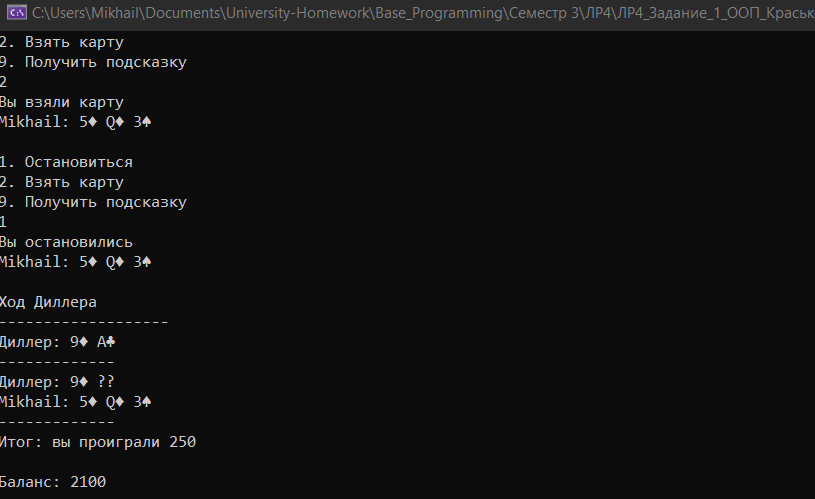 C:\Users\Mikhail\Documents\University-Homework\Base_Programming\Семестр 3\ЛР4\ЛР4_Задание_1_ООП_Краськ
2. Взять карту
9. Получить подсказку
2
Вы взяли карту
Mikhail: 5♦ Q♦ 3♠
1. Остановиться
2. Взять карту
9. Получить подсказку
1
Вы остановились
Mikhail: 5♦ Q♦ 3♠
Ход Диллера
-------------------
Диллер: 9♦ A♣
-------------
Диллер: 9♦ ??
Mikhail: 5♦ Q♦ 3♠
-------------
Итог: вы проиграли 250
Баланс: 2100